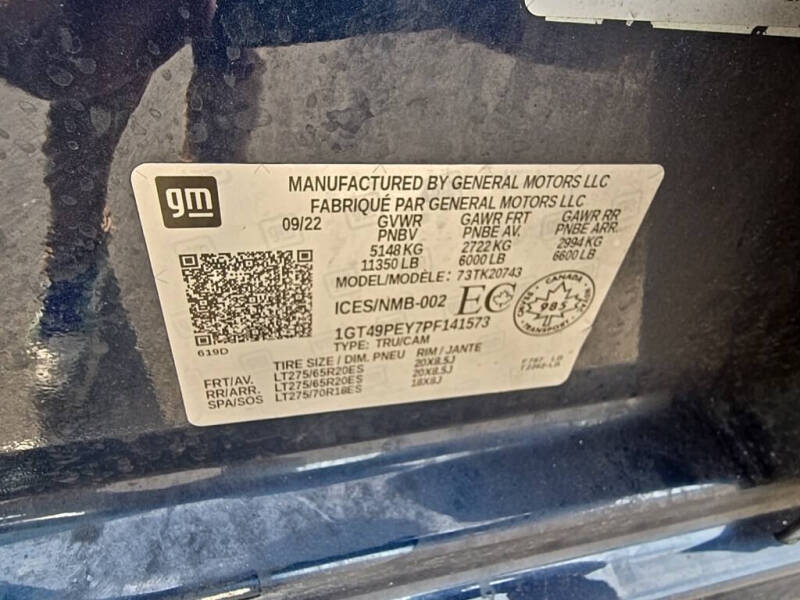 gm
MANUFACTURED BY GENERAL MOTORS LLC
FABRIQUÉ PAR GENERAL MOTORS LLC
09/22 GVWR GAWR FRT GAWR RR
PNBV PNBE AV. PNBE ARR.
5148 KG 2722 KG 2994 KG
11350 LB 6000 LB 6600 LB
MODEL/MODÈLE: 73TK20743
ICES/NMB-002 EC
CANADA
985
TRANSPORT
1GT49PEY7PF141573
TYPE: TRU/CAM
619D
TIRE SIZE / DIM. PNEU RIM / JANTE
FRT/AV. LT275/65R20ES 20X8.5J
RR/ARR. LT275/65R20ES 20X8.5J
SPA/SOS LT275/70R18ES 18X8J